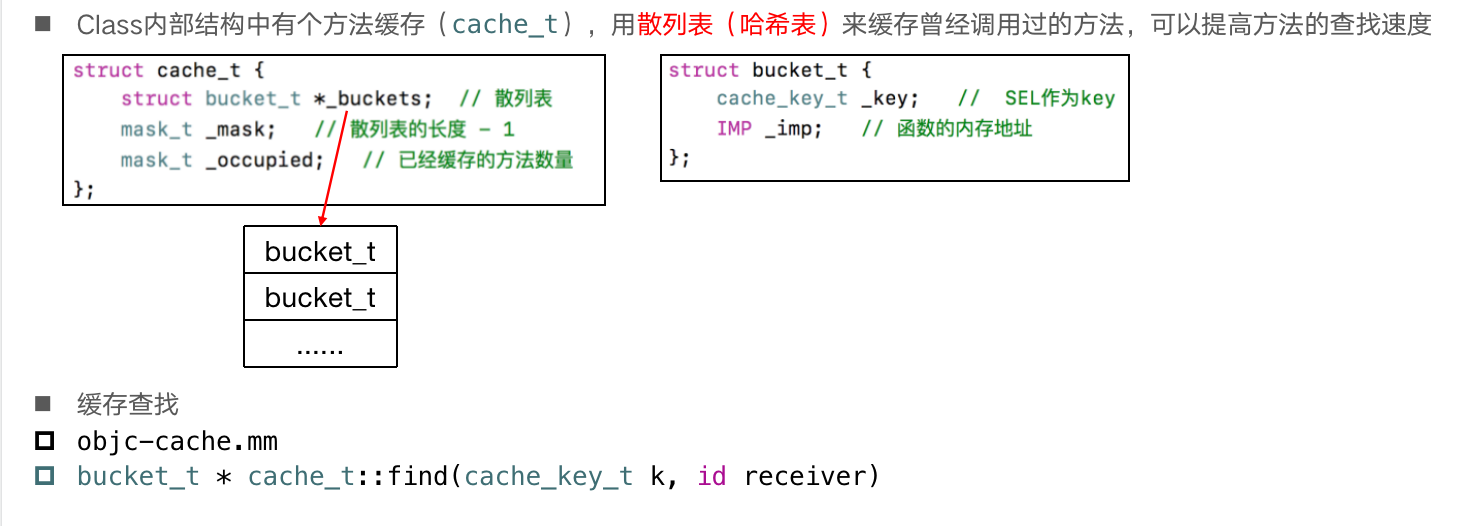 Class内部结构中有个方法缓存（cache_t），用散列表（哈希表）来缓存曾经调用过的方法，可以提高方法的查找速度
struct cache_t {
struct bucket_t *_buckets; // 散列表
mask_t _mask; // 散列表的长度 - 1
mask_t _occupied; // 已经缓存的方法数量
};
struct bucket_t {
cache_key_t _key; // SEL作为key
IMP _imp; // 函数的内存地址
};
bucket_t
bucket_t
......
缓存查找
objc-cache.mm
bucket_t * cache_t::find(cache_key_t k, id receiver)